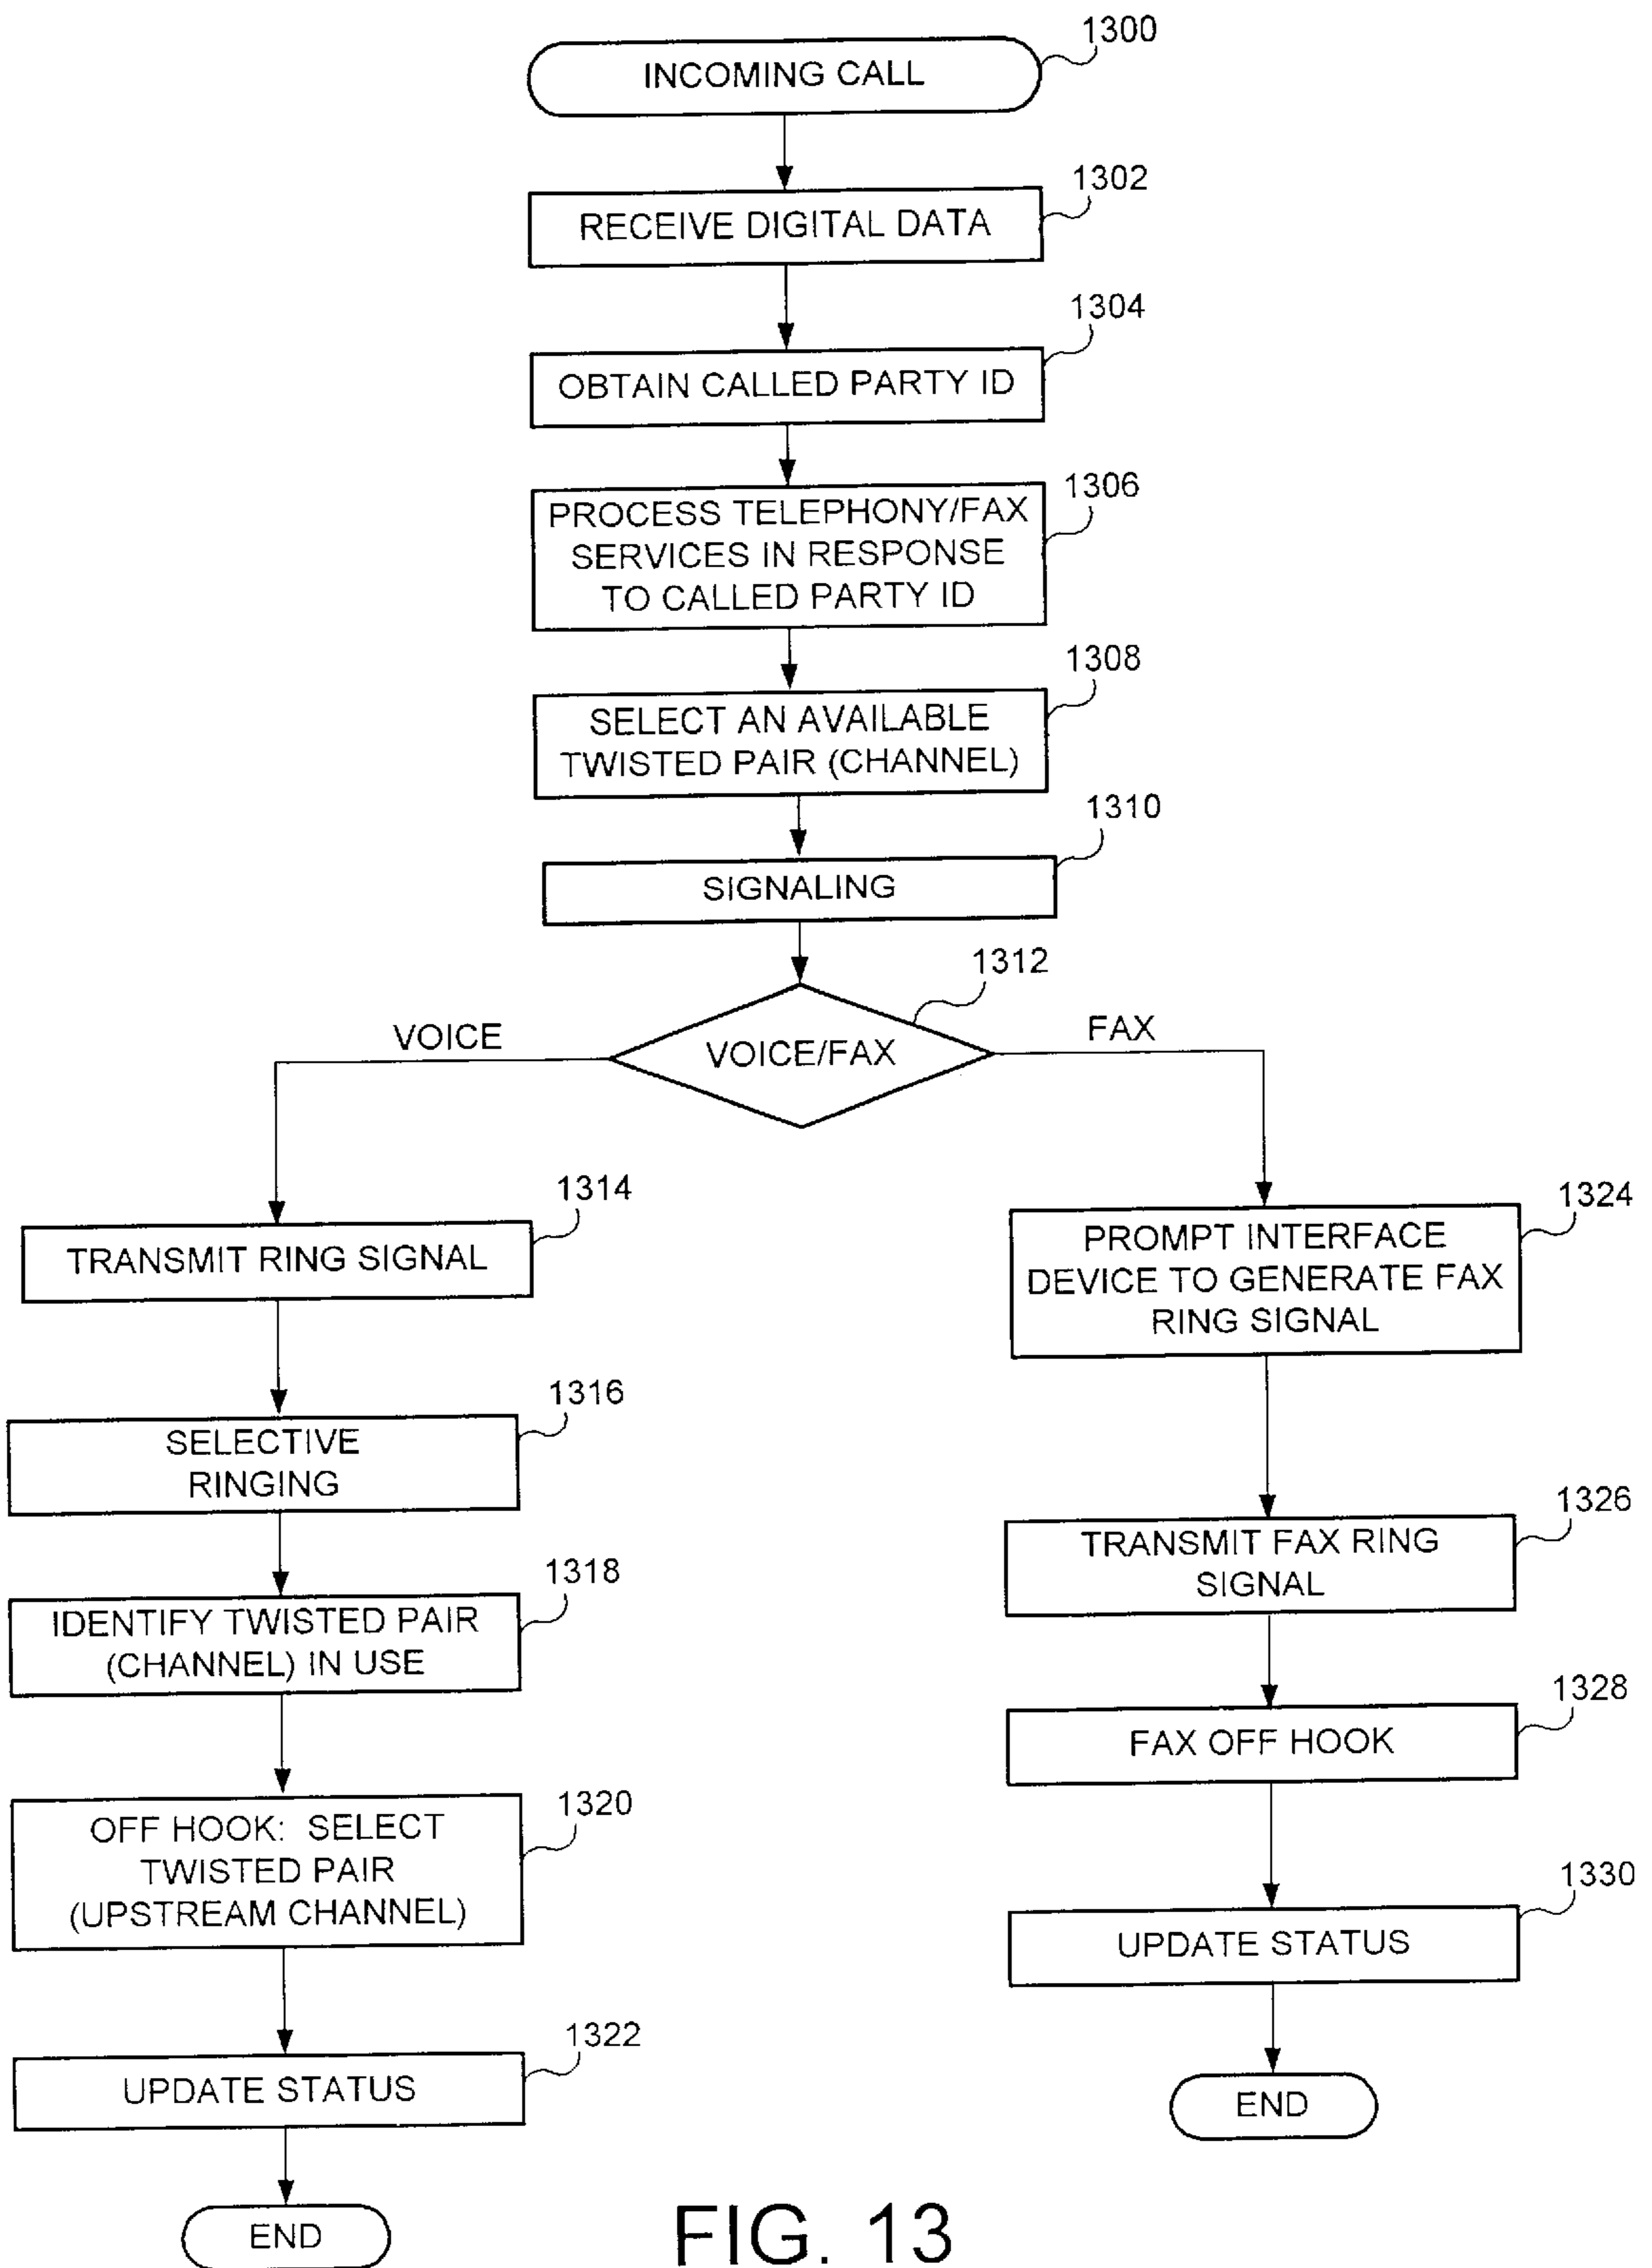 1300
INCOMING CALL
1302
RECEIVE DIGITAL DATA
1304
OBTAIN CALLED PARTY ID
1306
PROCESS TELEPHONY/FAX
SERVICES IN RESPONSE
TO CALLED PARTY ID
1308
SELECT AN AVAILABLE
TWISTED PAIR (CHANNEL)
1310
SIGNALING
1312
VOICE
VOICE/FAX
FAX
1314
TRANSMIT RING SIGNAL
1316
SELECTIVE
RINGING
1318
IDENTIFY TWISTED PAIR
(CHANNEL) IN USE
1320
OFF HOOK: SELECT
TWISTED PAIR
(UPSTREAM CHANNEL)
1322
UPDATE STATUS
END
1324
PROMPT INTERFACE
DEVICE TO GENERATE FAX
RING SIGNAL
1326
TRANSMIT FAX RING
SIGNAL
1328
FAX OFF HOOK
1330
UPDATE STATUS
END
FIG. 13